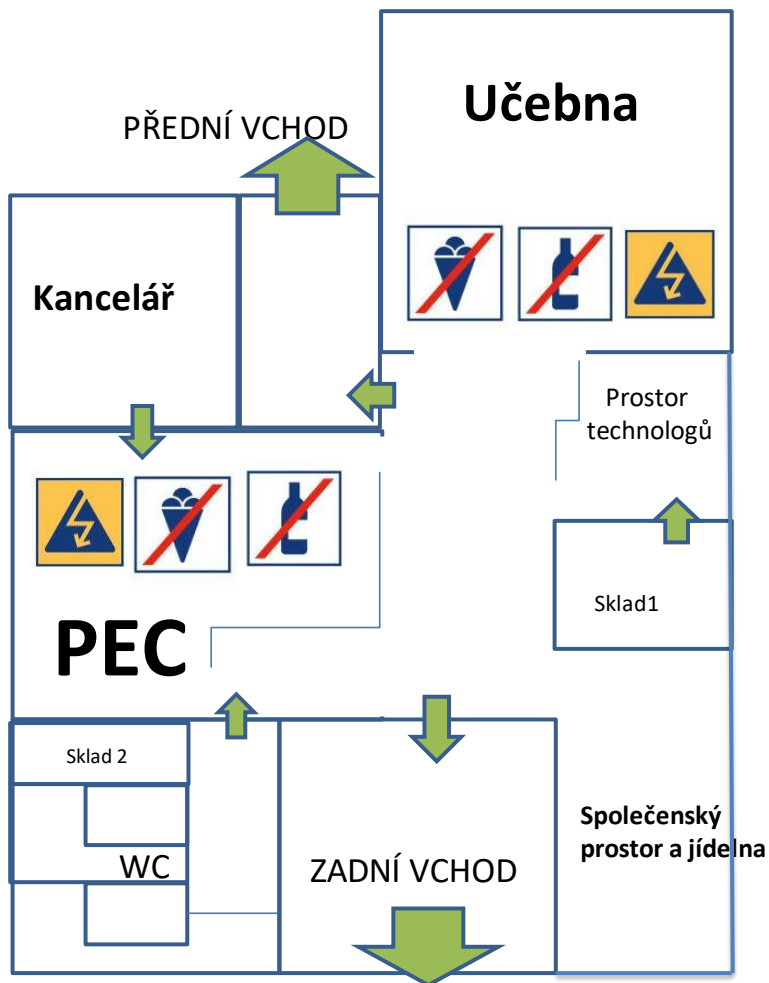 Učebna
PŘEDNÍ VCHOD
Kancelář
Prostor
technologů
Sklad1
PEC
Sklad 2
WC
ZADNÍ VCHOD
Společenský
prostor a jídelna